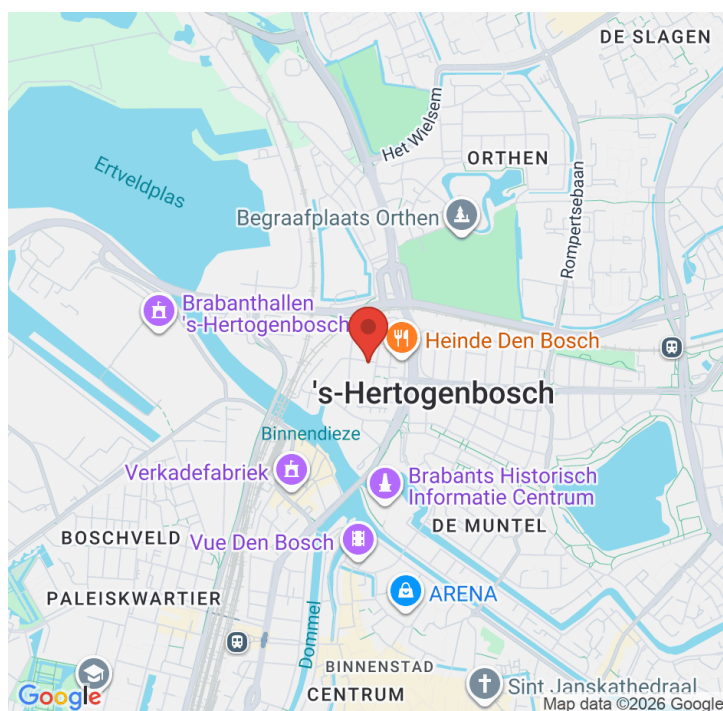 DE SLAGEN
Het Wielsem
ORTHEN
Ertveldplas
Rompertsebaan
Begraafplaats Orthen
Brabanthallen
's-Hertogenbosch
Heinde Den Bosch
's-Hertogenbosch
Binnendieze
Verkadefabriek
Brabants Historisch
Informatie Centrum
DE MUNTEL
BOSCHVELD
Vue Den Bosch
PALEISKWARTIER
ARENA
Dommel
BINNENSTAD
CENTRUM
Sint Janskathedraal
Google
Map data ©2026 Google